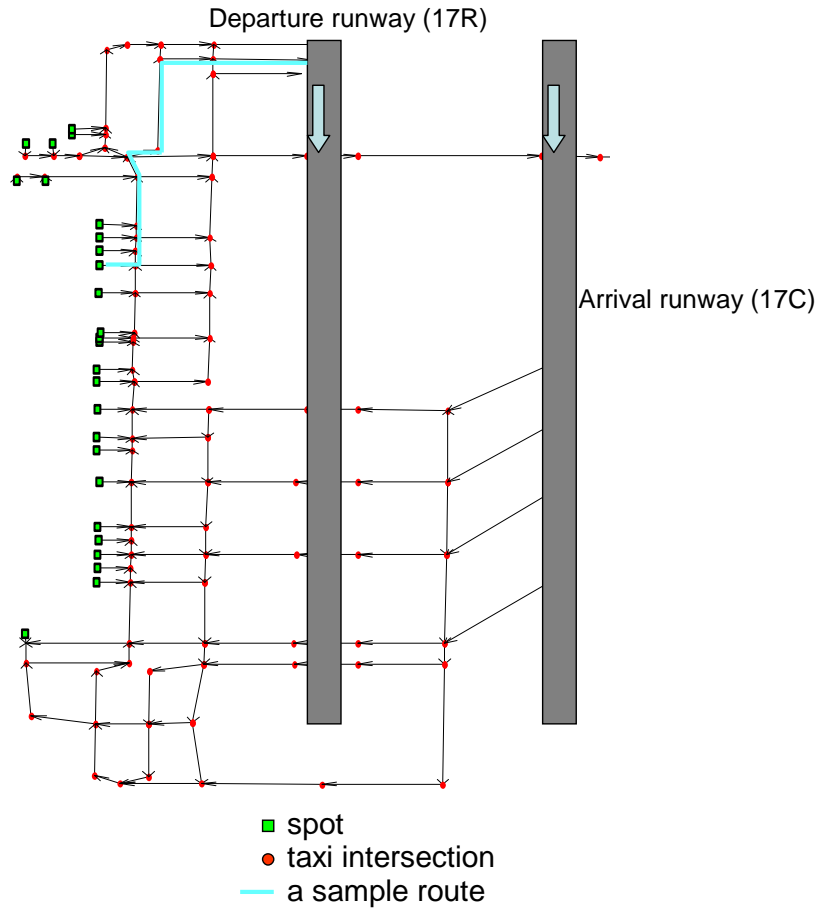 Departure runway (17R)
Arrival runway (17C)
spot
taxi intersection
a sample route